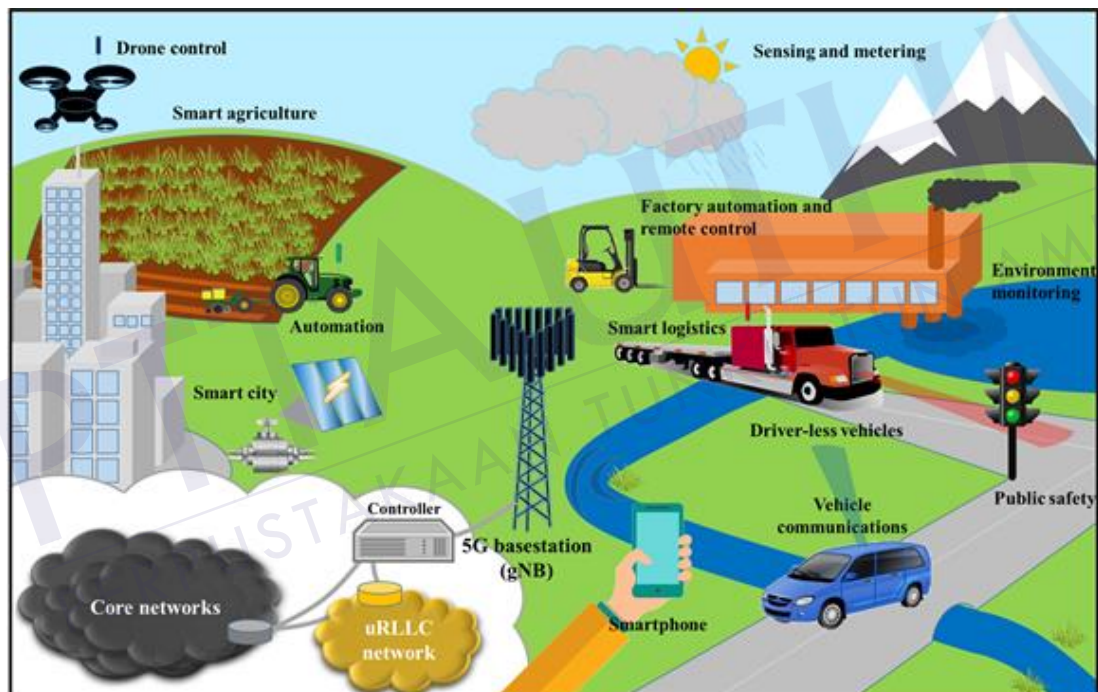 Drone control
Sensing and metering
Smart agriculture
Factory automation and
remote control
Environment
monitoring
Automation
Smart logistics
Smart city
Driver-less vehicles
Public safety
Controller
Vehicle
communications
5G basestation
(gNB)
Core networks
uRLLC
network
Smartphone